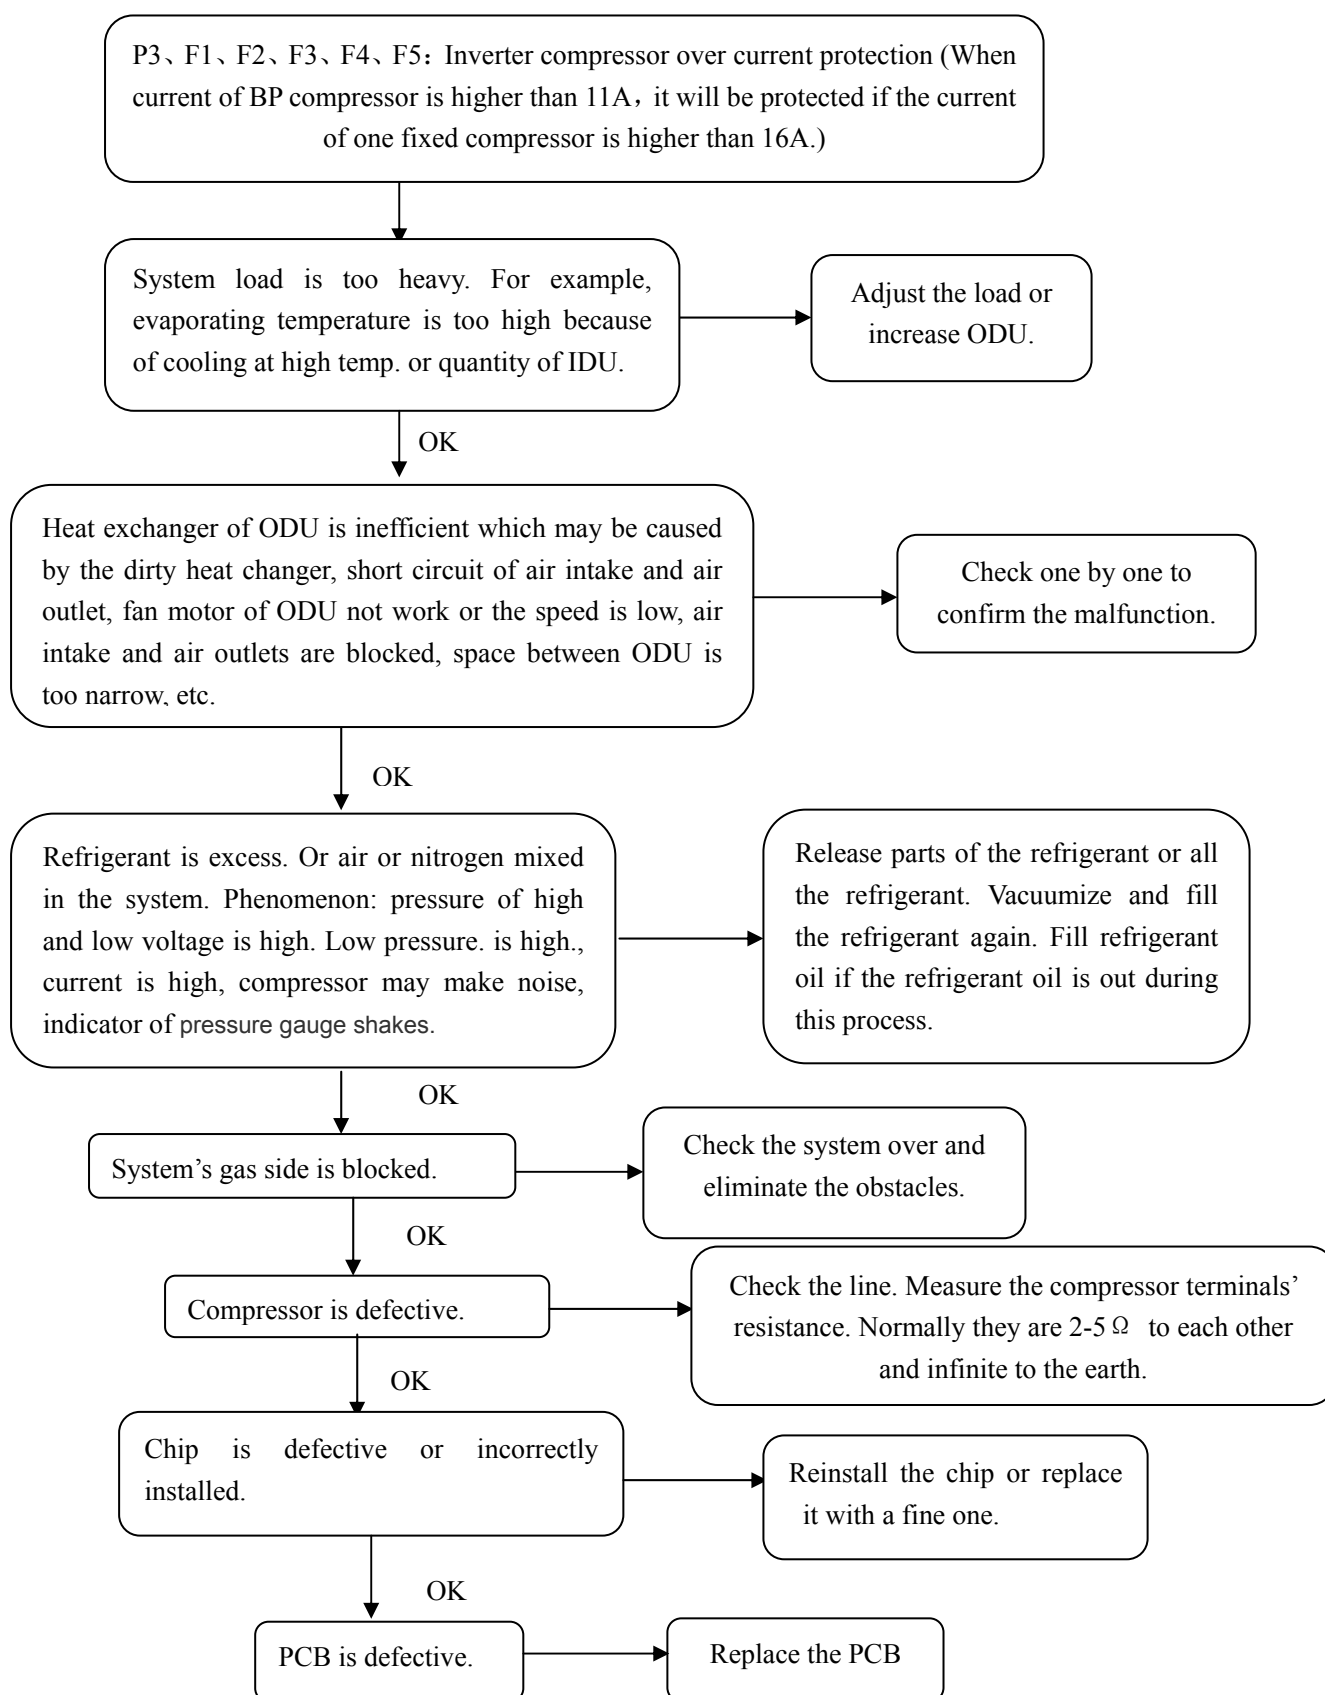 P3、F1、F2、F3、F4、F5：Inverter compressor over current protection (When
current of BP compressor is higher than 11A，it will be protected if the current
of one fixed compressor is higher than 16A.)
System load is too heavy. For example,
evaporating temperature is too high because
of cooling at high temp. or quantity of IDU.
Adjust the load or
increase ODU.
OK
Heat exchanger of ODU is inefficient which may be caused
by the dirty heat changer, short circuit of air intake and air
outlet, fan motor of ODU not work or the speed is low, air
intake and air outlets are blocked, space between ODU is
too narrow, etc.
Check one by one to
confirm the malfunction.
OK
Refrigerant is excess. Or air or nitrogen mixed
in the system. Phenomenon: pressure of high
and low voltage is high. Low pressure. is high.,
current is high, compressor may make noise,
indicator of pressure gauge shakes.
Release parts of the refrigerant or all
the refrigerant. Vacuumize and fill
the refrigerant again. Fill refrigerant
oil if the refrigerant oil is out during
this process.
OK
System’s gas side is blocked.
Check the system over and
eliminate the obstacles.
OK
Compressor is defective.
Check the line. Measure the compressor terminals’
resistance. Normally they are 2-5Ω to each other
and infinite to the earth.
OK
Chip is defective or incorrectly
installed.
Reinstall the chip or replace
it with a fine one.
OK
PCB is defective.
Replace the PCB